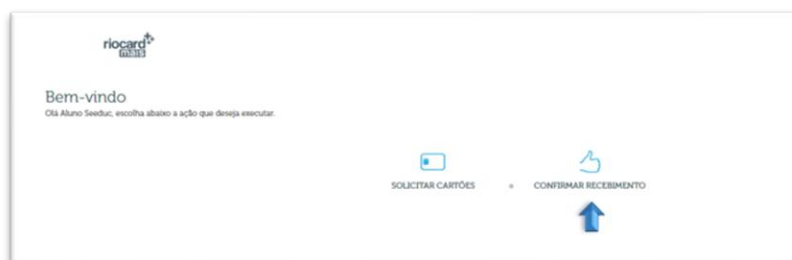 riocard
mais
Bem-vindo
Olá Aluno Seeduc, escolha abaixo a ação que deseja executar.
SOLICITAR CARTÕES
CONFIRMAR RECEBIMENTO